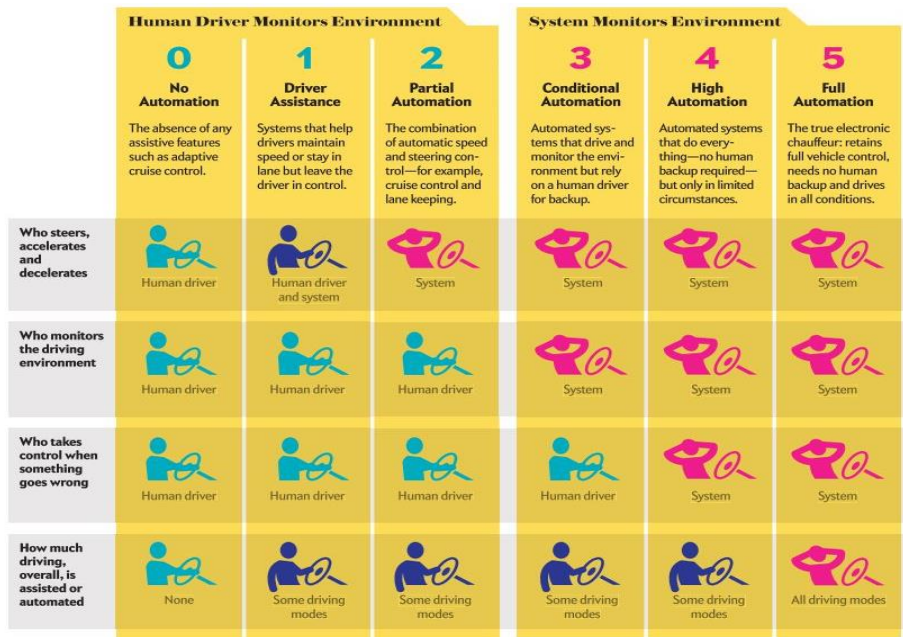 Human Driver Monitors Environment
System Monitors Environment
0
No
Automation
The absence of any
assistive features
such as adaptive
cruise control.
1
Driver
Assistance
Systems that help
drivers maintain
speed or stay in
lane but leave the
driver in control.
2
Partial
Automation
The combination
of automatic speed
and steering con-
trol—for example,
cruise control and
lane keeping.
3
Conditional
Automation
Automated sys-
tems that drive and
monitor the envi-
ronment but rely
on a human driver
for backup.
4
High
Automation
Automated systems
that do every-
thing—no human
backup required—
but only in limited
circumstances.
5
Full
Automation
The true electronic
chauffeur: retains
full vehicle control,
needs no human
backup and drives
in all conditions.
Who steers,
accelerates
and
decelerates
Human driver
Human driver
and system
System
System
System
System
Who monitors
the driving
environment
Human driver
Human driver
Human driver
System
System
System
Who takes
control when
something
goes wrong
Human driver
Human driver
Human driver
Human driver
System
System
How much
driving,
overall, is
assisted or
automated
None
Some driving
modes
Some driving
modes
Some driving
modes
Some driving
modes
All driving modes